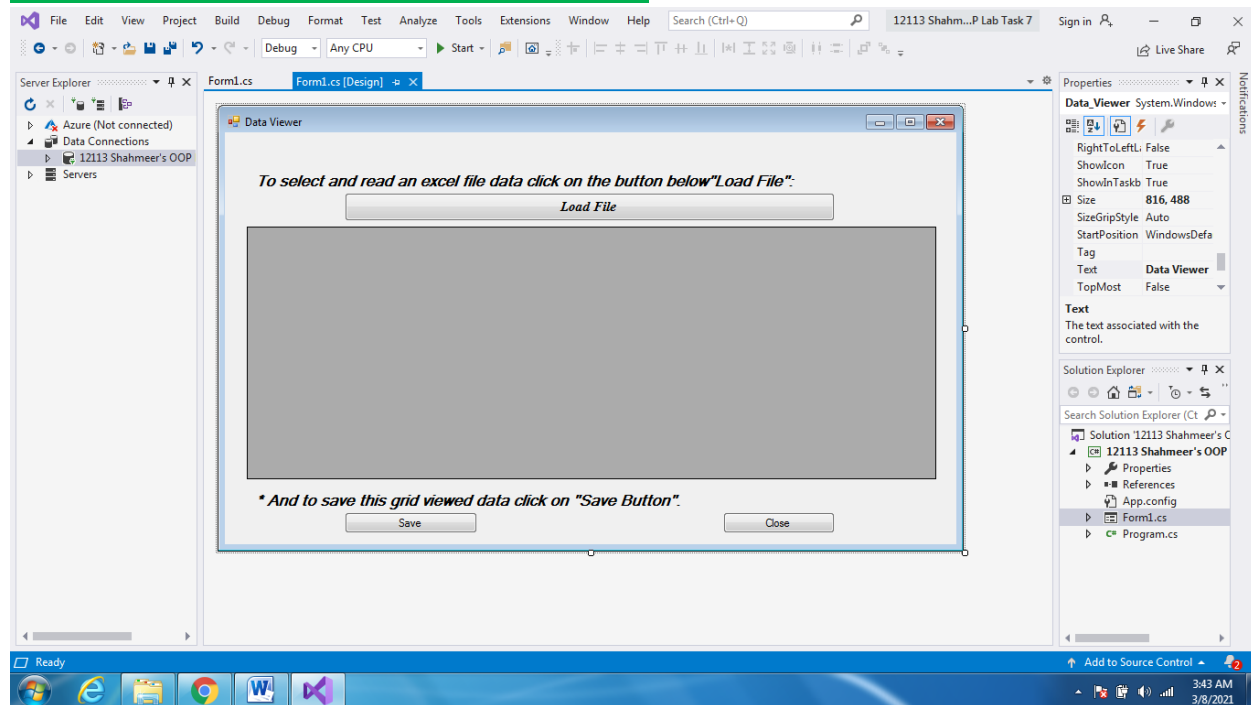 File Edit View Project Build Debug Format Test Analyze Tools Extensions Window Help Search (Ctrl+Q) 12113 Shahm...P Lab Task 7 Sign in
Debug Any CPU Start Live Share
Server Explorer
Azure (Not connected)
Data Connections
12113 Shahmeer's OOP
Servers
Form1.cs Form1.cs [Design]
Data Viewer
To select and read an excel file data click on the button below"Load File":
Load File
* And to save this grid viewed data click on "Save Button".
Save Close
Properties
Data_Viewer System.Windows
RightToLeftL False
ShowIcon True
ShowInTaskb True
Size 816, 488
SizeGripStyle Auto
StartPosition WindowsDefa
Tag
Text Data Viewer
TopMost False
Text
The text associated with the
control.
Solution Explorer
Search Solution Explorer (Ct
Solution '12113 Shahmeer's O
12113 Shahmeer's OOP
Properties
References
App.config
Form1.cs
C# Program.cs
Notifications
Ready Add to Source Control 2
3:43 AM
3/8/2021